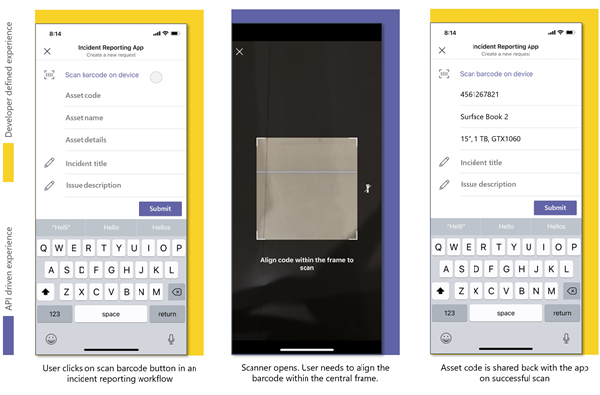 Developer defined experience
API driven experience
8:14
Incident Reporting App
Create a new request
Scan barcode on device
Asset code
Asset name
Asset details
Incident title
Issue description
Submit
"Helli"
Hello
Hellos
Q W E R T Y U I O P
A S D F G H J K L
Z X C V B N M
123
space
return
User clicks on scan barcode button in an
incident reporting workflow
Align code within the frame to
scan
Scanner opens. User needs to align the
barcode within the central frame.
8:14
Incident Reporting App
Create a new request
Scan barcode on device
4561267821
Surface Book 2
15", 1 TB, GTX1060
Incident title
Issue description
Submit
"Helli"
Hello
Hellos
Q W E R T Y U I O P
A S D F G H J K L
Z X C V B N M
123
space
return
Asset code is shared back with the app
on successful scan